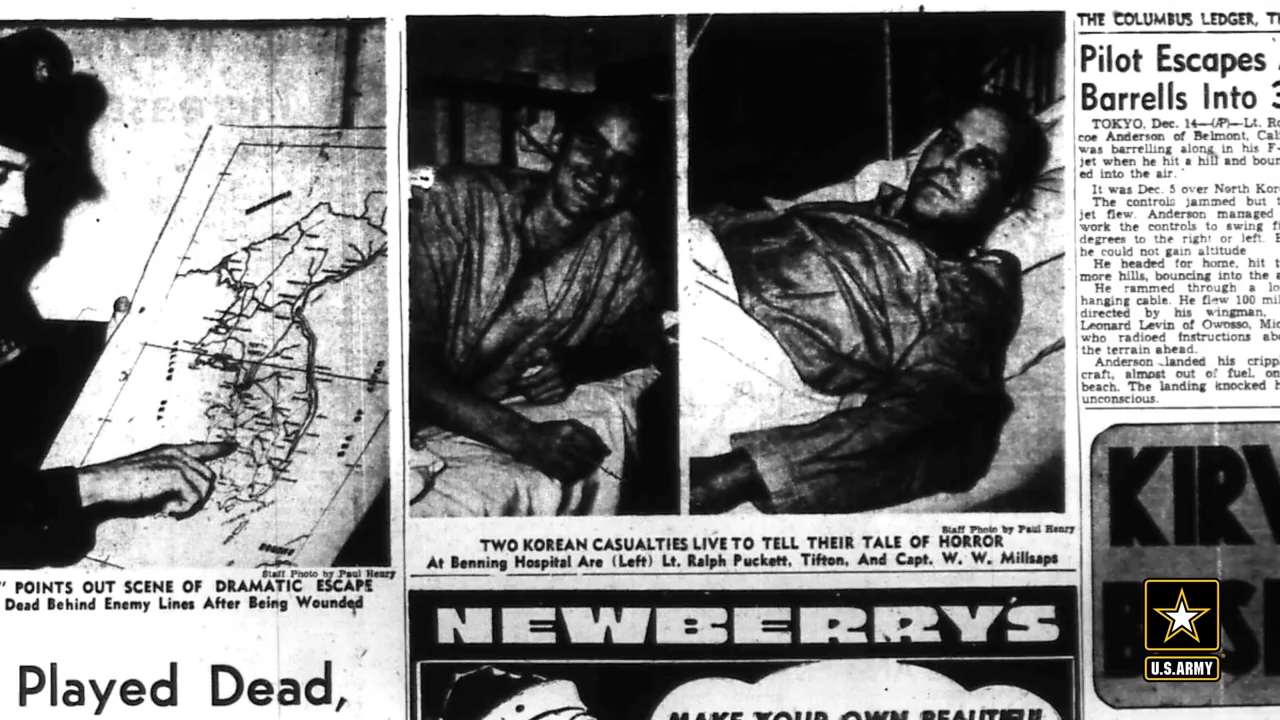 Staff Photo by Paul Henry
" POINTS OUT SCENE OF DRAMATIC ESCAPE
Dead Behind Enemy Lines After Being Wounded
Played Dead,
Staff Photo by Paul Henry
TWO KOREAN CASUALTIES LIVE TO TELL THEIR TALE OF HORROR
At Benning Hospital Are (Left) Lt. Ralph Puckett, Tifton, And Capt. W. W. Millsaps
NEWBERRY'S
MAKE YOUR OWN BEAUTIFUL
THE COLUMBUS LEDGER,
Pilot Escapes
Barrells Into
TOKYO, Dec. 14—(AP)—Lt. Ro
coe Anderson of Belmont, Cali
was barrelling along in his F-
jet when he hit a hill and boun
ed into the air.
It was Dec. 5 over North Kore
The controls jammed but t
jet flew. Anderson managed
work the controls to swing fi
degrees to the right or left. B
he could not gain altitude
He headed for home, hit t
more hills, bouncing into the a
He rammed through a lo
hanging cable. He flew 100 mil
directed by his wingman,
Leonard Levin of Owosso, Mic
who radioed instructions abo
the terrain ahead.
Anderson landed his cripp
craft, almost out of fuel, on
beach. The landing knocked h
unconscious.
KIRV
U.S.ARMY